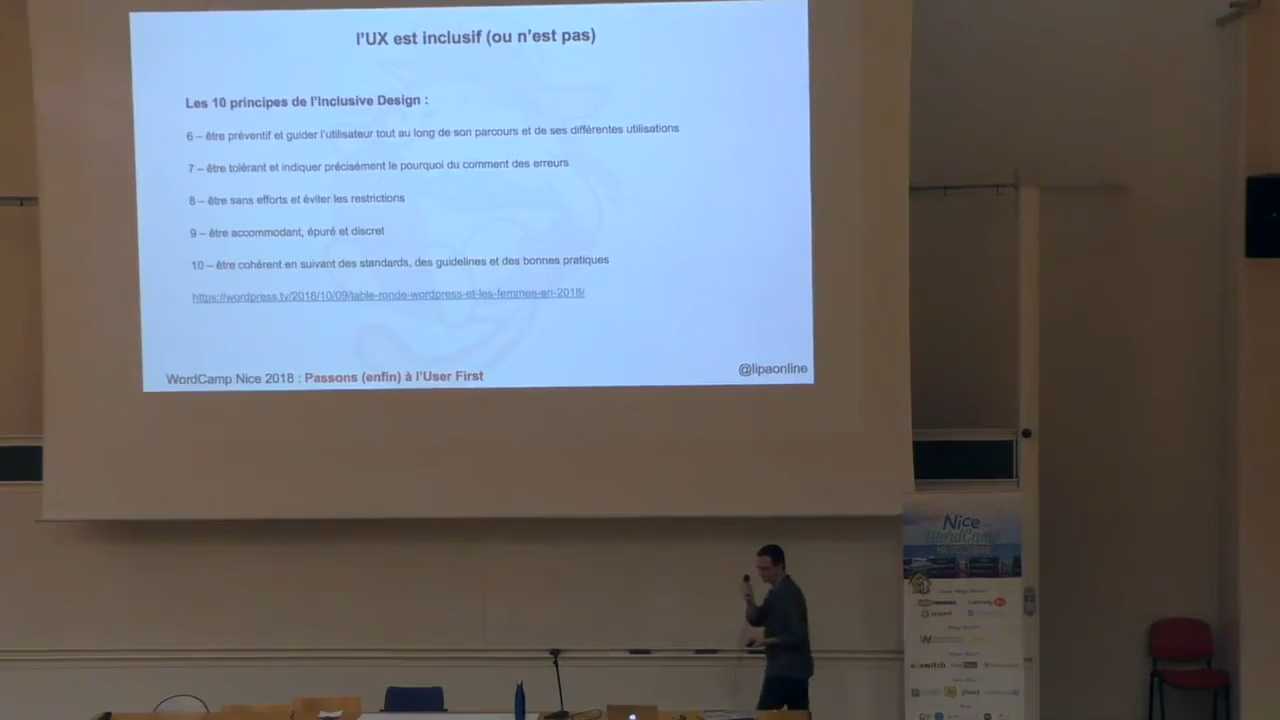 l'UX est inclusif (ou n'est pas)
Les 10 principes de l'Inclusive Design :
6 – être préventif et guider l'utilisateur tout au long de son parcours et de ses différentes utilisations
7 – être tolérant et indiquer précisément le pourquoi du comment des erreurs
8 – être sans efforts et éviter les restrictions
9 – être accommodant, épuré et discret
10 – être cohérent en suivant des standards, des guidelines et des bonnes pratiques
https://wordpress.tv/2018/10/09/table-ronde-wordpress-et-les-femmes-en-2018/
WordCamp Nice 2018 : Passons (enfin) à l'User First
@lipaonline
Nice
WordCamp